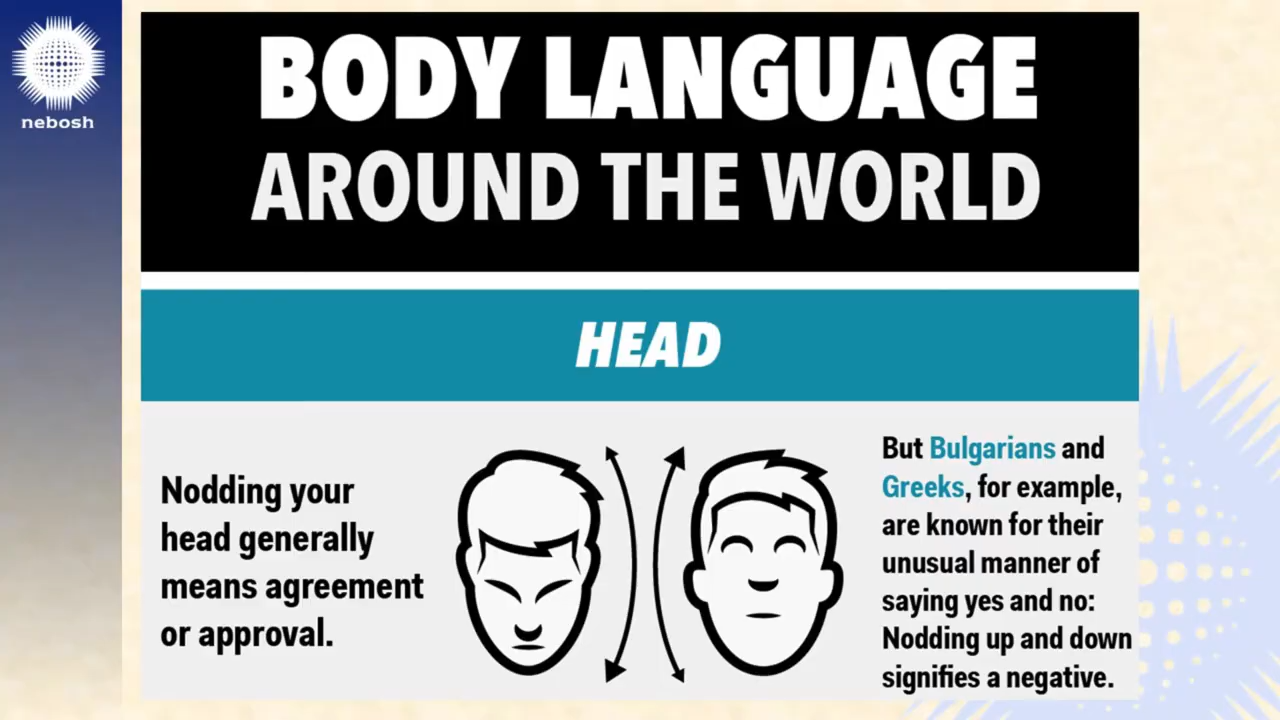 nebosh
BODY LANGUAGE
AROUND THE WORLD
HEAD
Nodding your
head generally
means agreement
or approval.
But Bulgarians and
Greeks, for example,
are known for their
unusual manner of
saying yes and no:
Nodding up and down
signifies a negative.